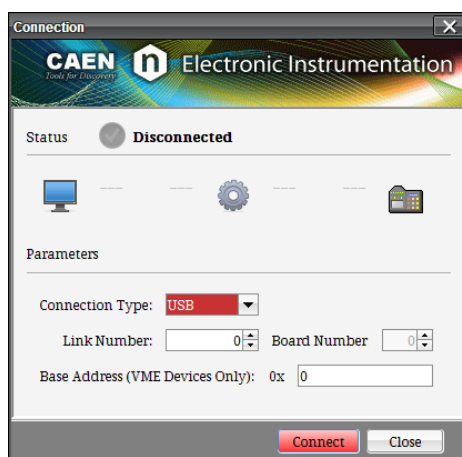 Connection
CAEN n Electronic Instrumentation
Tools for Discovery
Status Disconnected
Parameters
Connection Type: USB
Link Number: 0 Board Number 0
Base Address (VME Devices Only): 0x 0
Connect Close